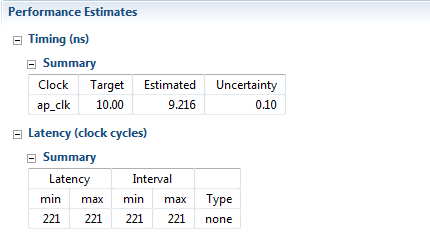 Performance Estimates
Timing (ns)
Summary
Clock Target Estimated Uncertainty
ap_clk 10.00 9.216 0.10
Latency (clock cycles)
Summary
Latency Interval
min max min max Type
221 221 221 221 none